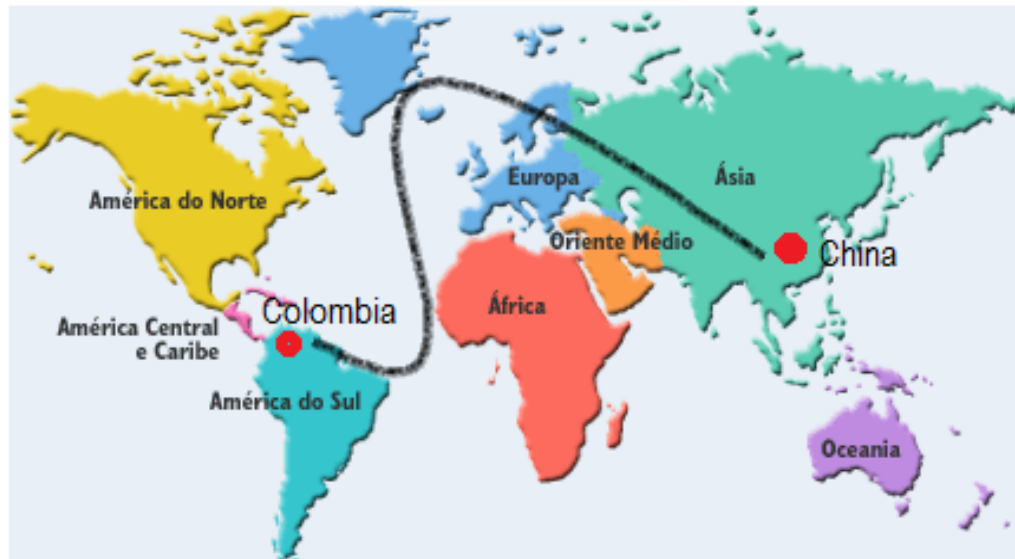 América do Norte
Europa
Ásia
Oriente Médio
China
Colombia
África
América Central
e Caribe
América do Sul
Oceania